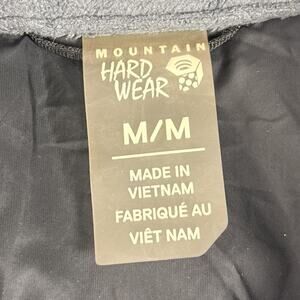 MOUNTAIN
HARD
WEAR
M/M
MADE IN
VIETNAM
FABRIQUÉ AU
VIÊT NAM